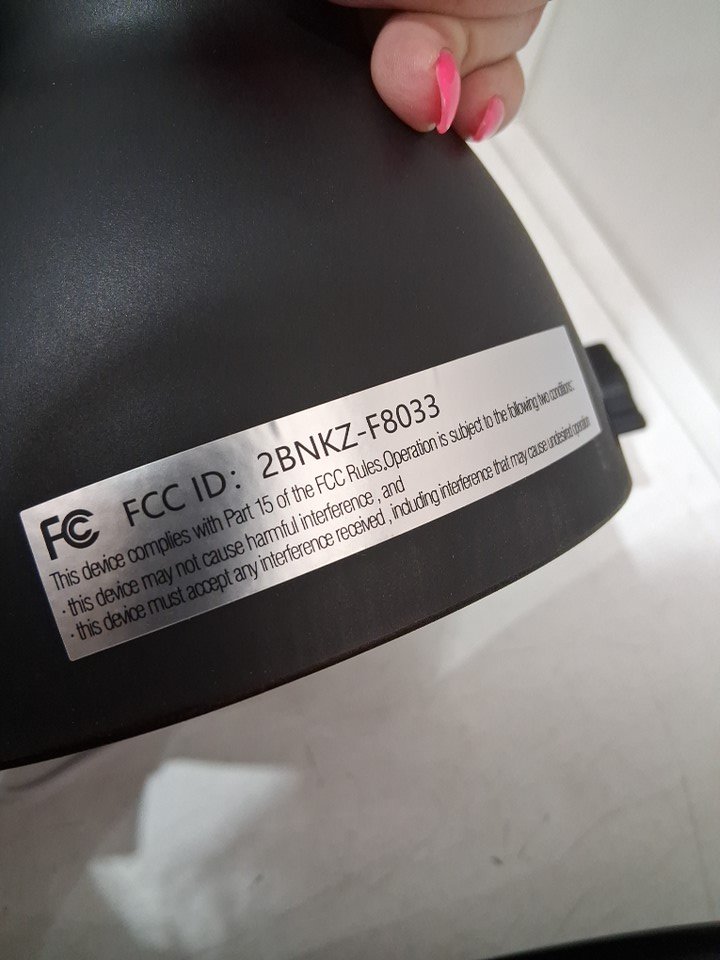 FC FCC ID: 2BNKZ-F8033
This device complies with Part 15 of the FCC Rules.Operation is subject to the following two conditions:
· this device may not cause harmful interference , and
· this device must accept any interference received , including interference that may cause undesired operation